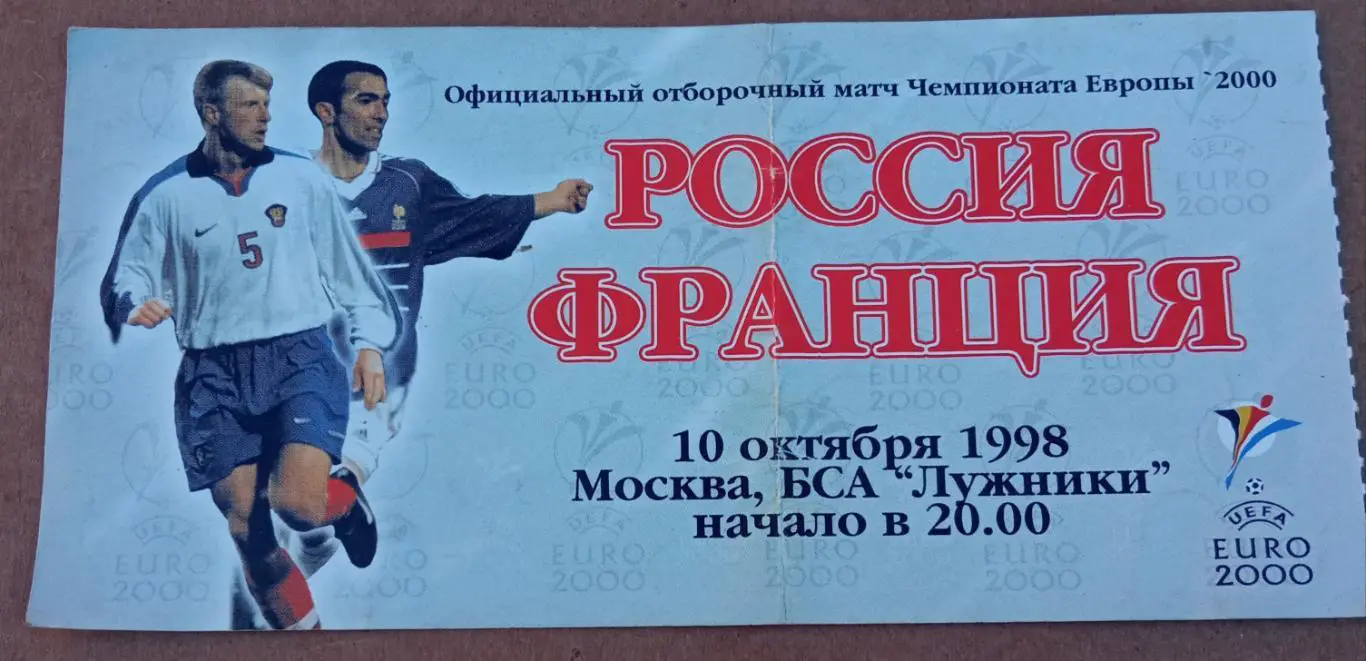 Официальный отборочный матч Чемпионата Европы `2000
РОССИЯ
ФРАНЦИЯ
5
10 октября 1998
Москва, БСА “Лужники”
начало в 20.00
UEFA
EURO
2000